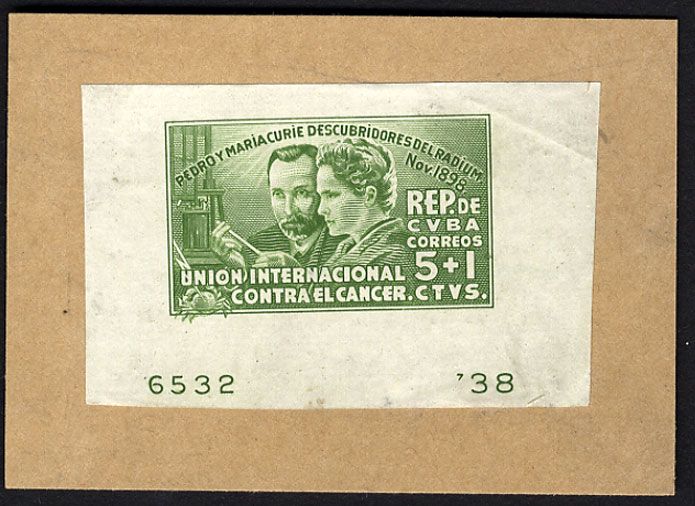 PEDRO Y MARIA CURIE DESCUBRIDORES DEL RADIUM
Nov. 1898
REP. DE
CVBA
CORREOS
UNION INTERNACIONAL 5+1
CONTRA EL CANCER. CTVS.
6532 '38